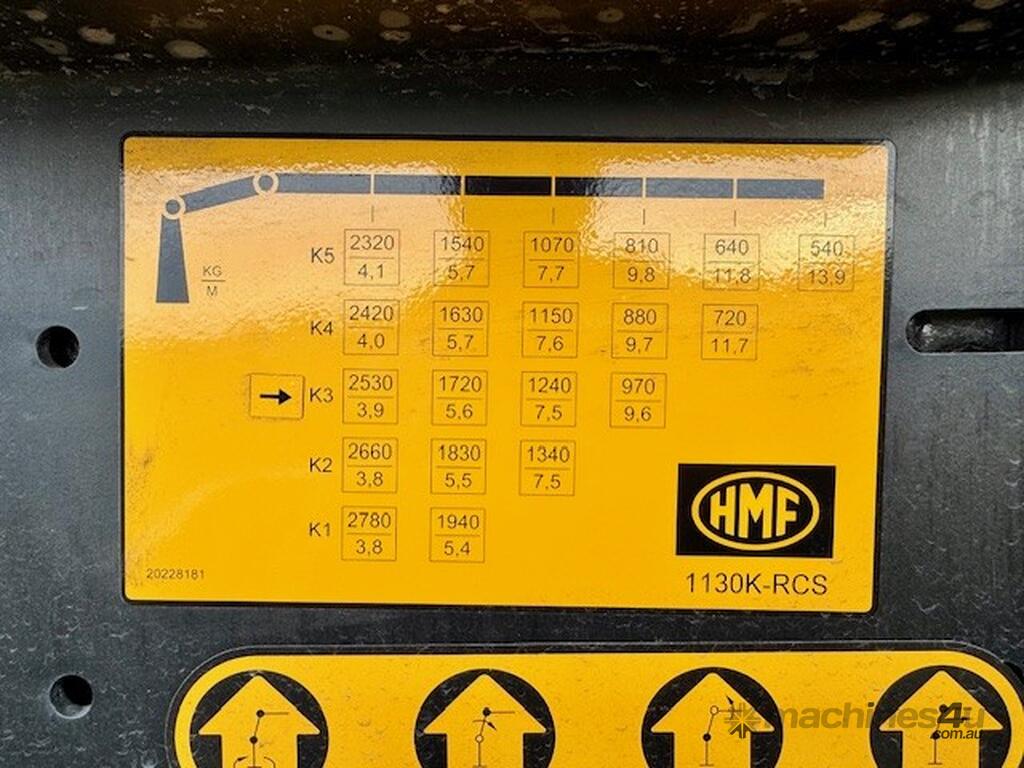 KG
M
K5 2320 1540 1070 810 640 540
4,1 5,7 7,7 9,8 11,8 13,9
K4 2420 1630 1150 880 720
4,0 5,7 7,6 9,7 11,7
K3 2530 1720 1240 970
3,9 5,6 7,5 9,6
K2 2660 1830 1340
3,8 5,5 7,5
K1 2780 1940
3,8 5,4
HMF
20228181
1130K-RCS
machines4u
.com.au